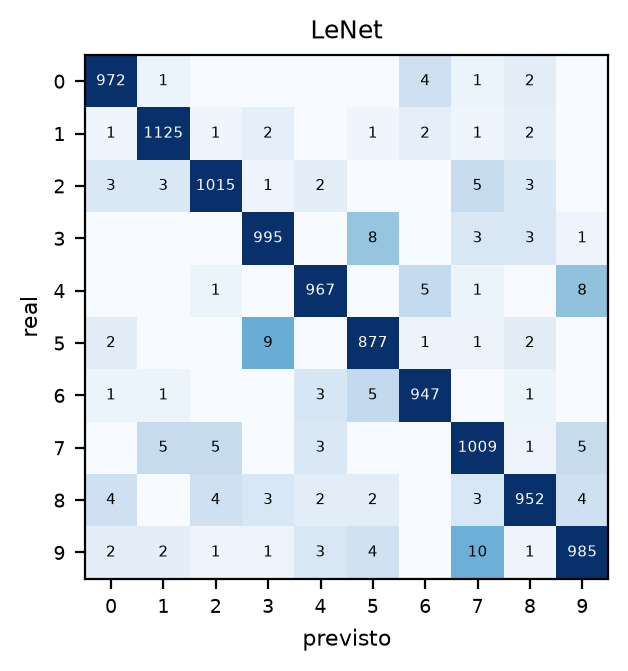 LeNet
0 972 1 4 1 2
1 1 1125 1 2 1 2 1 2
2 3 3 1015 1 2 5 3
3 995 8 3 3 1
4 1 967 5 1 8
5 2 9 877 1 1 2
6 1 1 3 5 947 1
7 5 5 3 1009 1 5
8 4 4 3 2 2 3 952 4
9 2 2 1 1 3 4 10 1 985
0 1 2 3 4 5 6 7 8 9
previsto
real